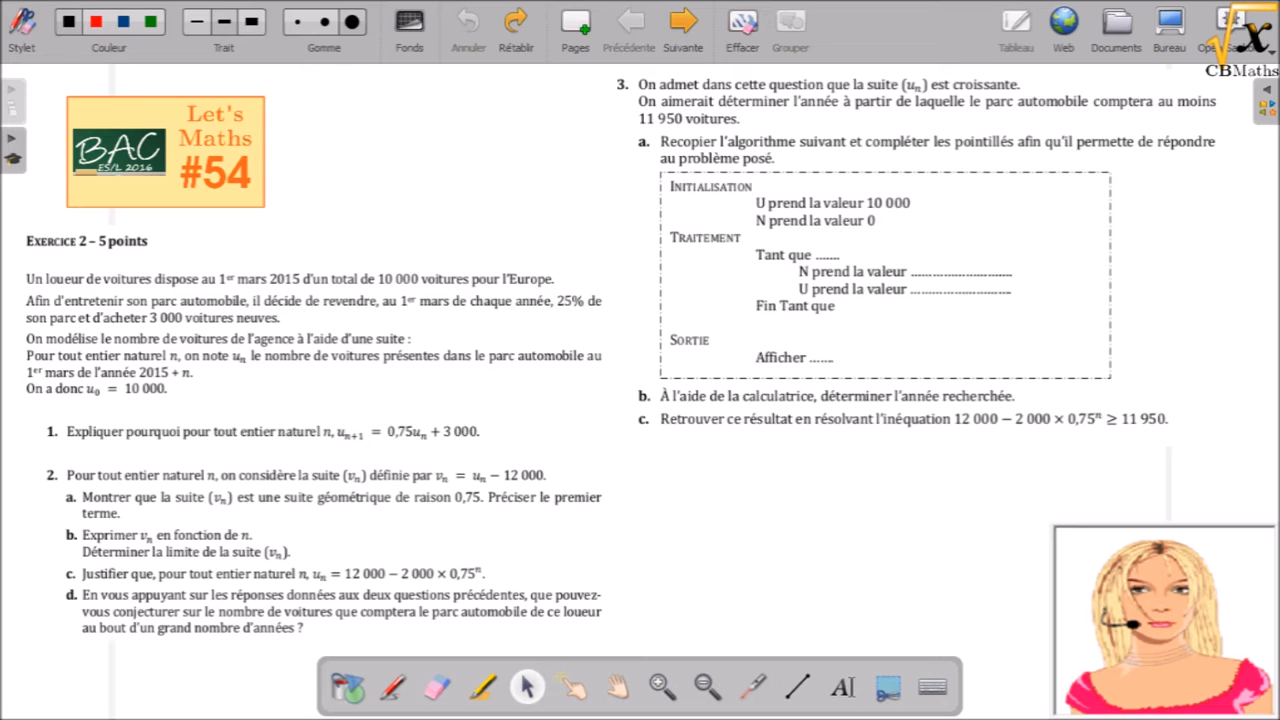 Stylet
Couleur
Trait
Gomme
Fonds
Annuler
Rétablir
Pages
Précédente
Suivante
Effacer
Grouper
Tableau
Web
Documents
Bureau
CBMaths
BAC
ES/L 2016
Let's
Maths
#54
EXERCICE 2 – 5 points
Un loueur de voitures dispose au 1er mars 2015 d'un total de 10 000 voitures pour l'Europe.
Afin d'entretenir son parc automobile, il décide de revendre, au 1er mars de chaque année, 25% de
son parc et d'acheter 3 000 voitures neuves.
On modélise le nombre de voitures de l'agence à l'aide d'une suite :
Pour tout entier naturel n, on note un le nombre de voitures présentes dans le parc automobile au
1er mars de l'année 2015 + n.
On a donc u0 = 10 000.
1. Expliquer pourquoi pour tout entier naturel n, un+1 = 0,75un + 3 000.
2. Pour tout entier naturel n, on considère la suite (vn) définie par vn = un − 12 000.
a. Montrer que la suite (vn) est une suite géométrique de raison 0,75. Préciser le premier
terme.
b. Exprimer vn en fonction de n.
Déterminer la limite de la suite (vn).
c. Justifier que, pour tout entier naturel n, un = 12 000 − 2 000 × 0,75ⁿ.
d. En vous appuyant sur les réponses données aux deux questions précédentes, que pouvez-
vous conjecturer sur le nombre de voitures que comptera le parc automobile de ce loueur
au bout d'un grand nombre d'années ?
3. On admet dans cette question que la suite (un) est croissante.
On aimerait déterminer l'année à partir de laquelle le parc automobile comptera au moins
11 950 voitures.
a. Recopier l'algorithme suivant et compléter les pointillés afin qu'il permette de répondre
au problème posé.
INITIALISATION
U prend la valeur 10 000
N prend la valeur 0
TRAITEMENT
Tant que .......
N prend la valeur ..............................
U prend la valeur ..............................
Fin Tant que
SORTIE
Afficher .......
b. À l'aide de la calculatrice, déterminer l'année recherchée.
c. Retrouver ce résultat en résolvant l'inéquation 12 000 − 2 000 × 0,75ⁿ ≥ 11 950.
AI